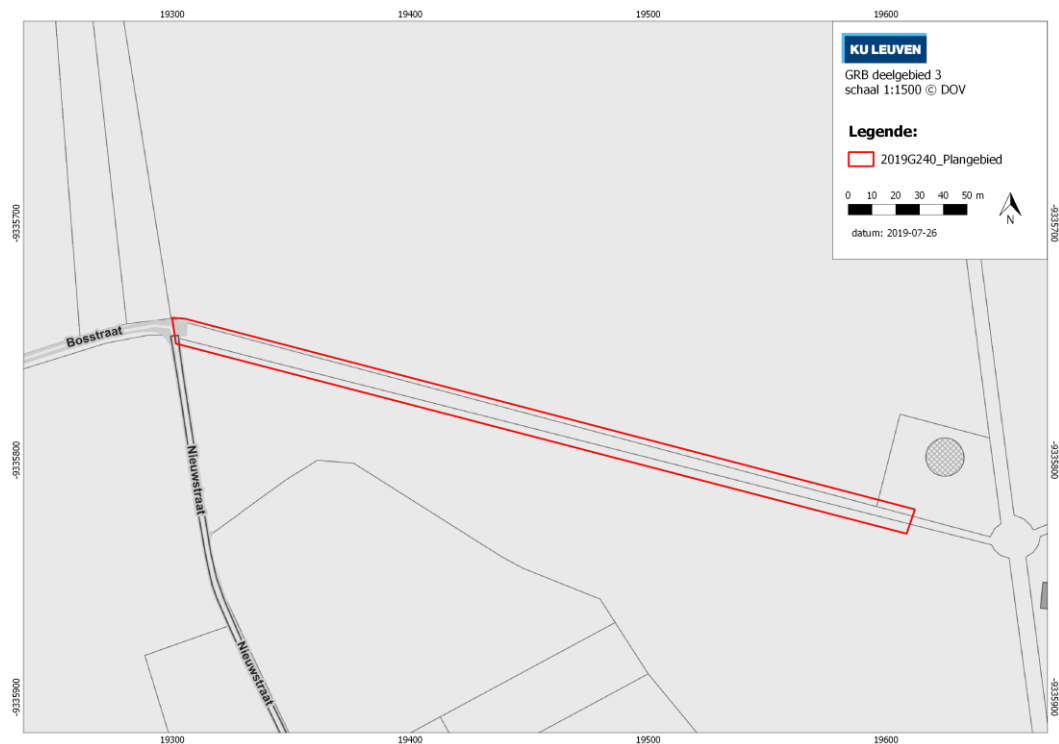 19300
19400
19500
19600
KU LEUVEN
GRB deelgebied 3
schaal 1:1500 © DOV
Legende:
2019G240_Plangebied
0 10 20 30 40 50 m
N
datum: 2019-07-26
-9335700
-9335700
Bosstraat
Nieuwstraat
-9335800
-9335800
Nieuwstraat
-9335900
-9335900
19300
19400
19500
19600